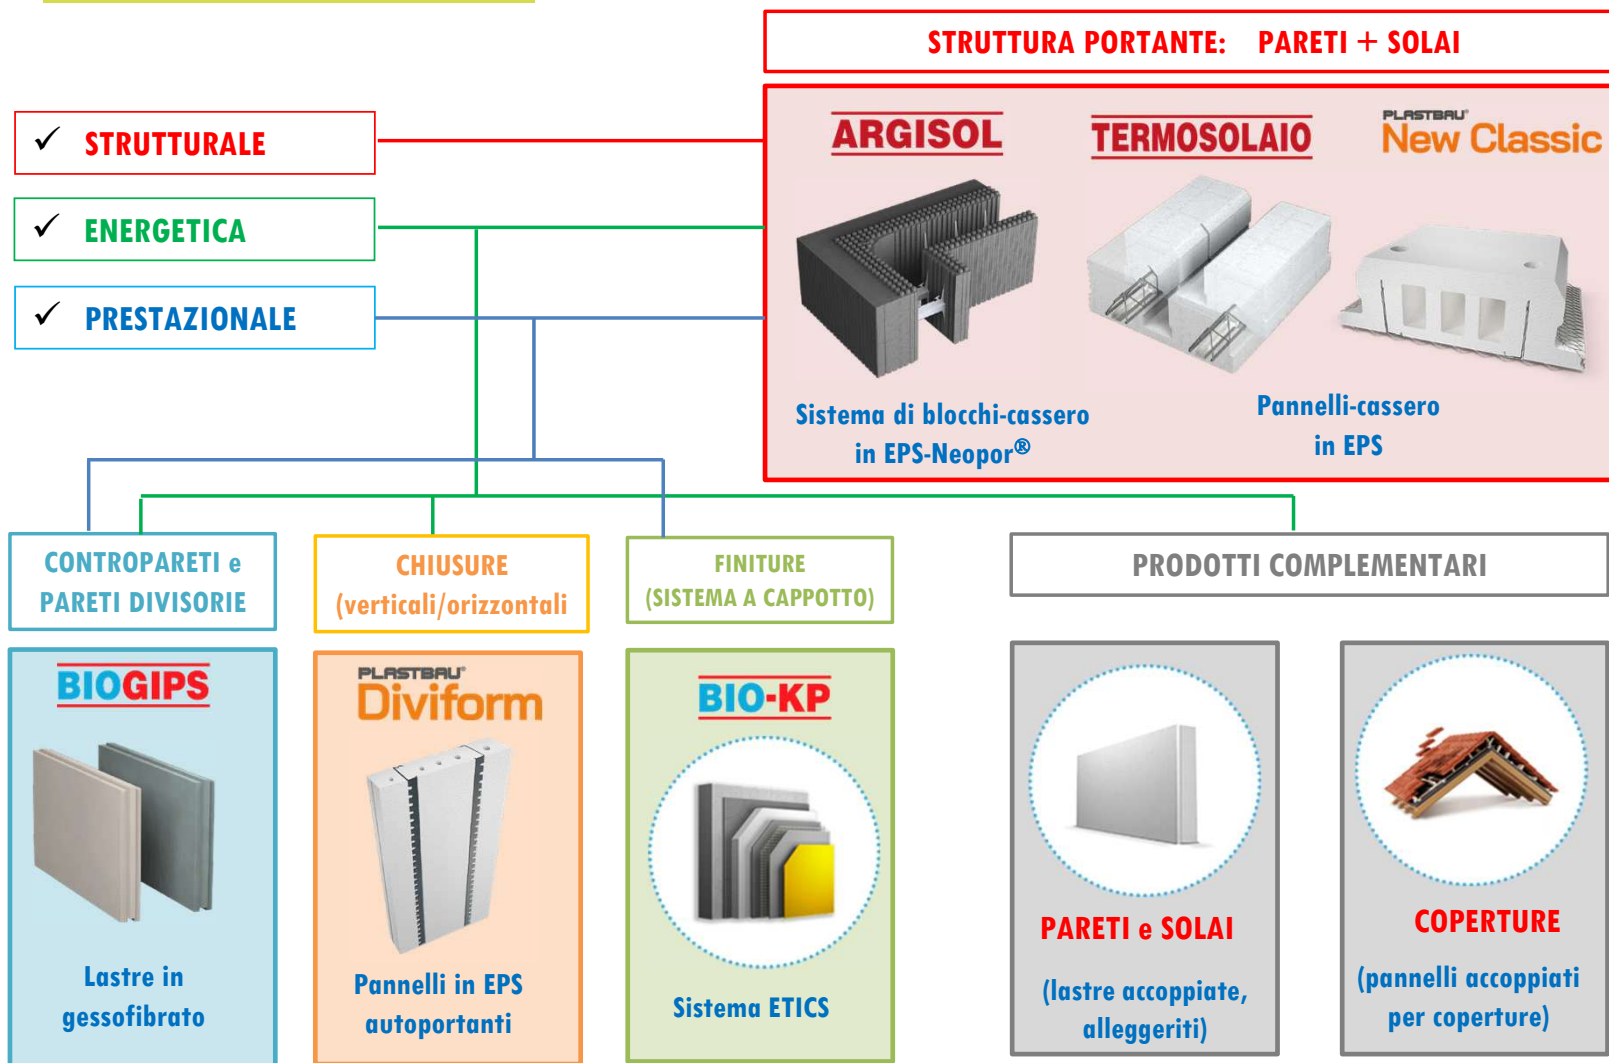 STRUTTURA PORTANTE: PARETI + SOLAI
✓ STRUTTURALE
✓ ENERGETICA
✓ PRESTAZIONALE
ARGISOL
TERMOSOLAIO
PLASTBAU®
New Classic
Sistema di blocchi-cassero
in EPS-Neopor®
Pannelli-cassero
in EPS
CONTROPARETI e
PARETI DIVISORIE
CHIUSURE
(verticali/orizzontali
FINITURE
(SISTEMA A CAPPOTTO)
PRODOTTI COMPLEMENTARI
BIOGIPS
Lastre in
gessofibrato
PLASTBAU®
Diviform
Pannelli in EPS
autoportanti
BIO-KP
Sistema ETICS
PARETI e SOLAI
(lastre accoppiate,
alleggeriti)
COPERTURE
(pannelli accoppiati
per coperture)